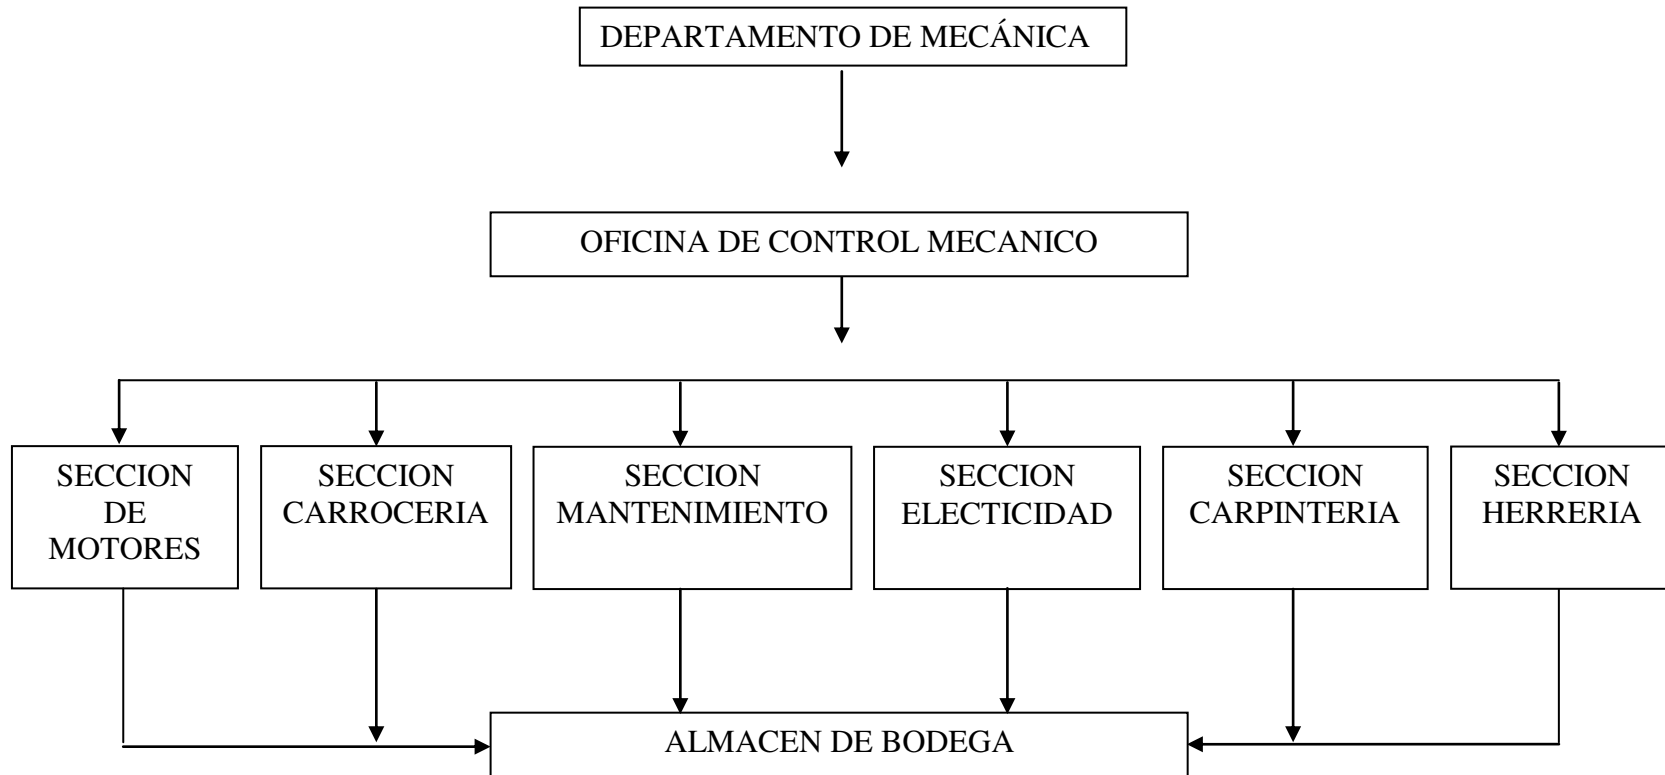 DEPARTAMENTO DE MECÁNICA
OFICINA DE CONTROL MECANICO
SECCION
DE
MOTORES
SECCION
CARROCERIA
SECCION
MANTENIMIENTO
SECCION
ELECTICIDAD
SECCION
CARPINTERIA
SECCION
HERRERIA
ALMACEN DE BODEGA